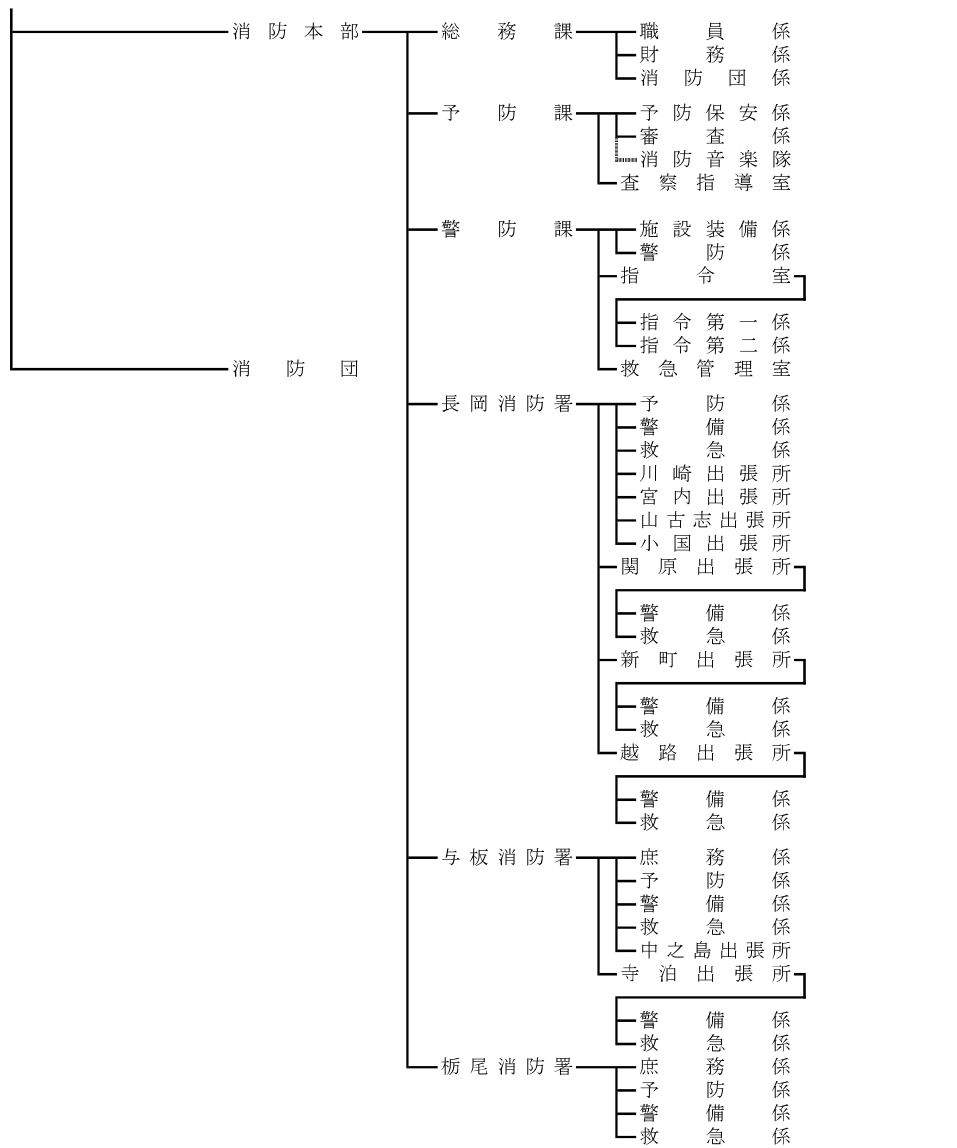 消防本部 総務課 職員係
財務係
消防団係
予防課 予防保安係
審査係
消防音楽隊
査察指導室
警防課 施設装備係
警防係
指令室
指令第一係
指令第二係
消防団 救急管理室
長岡消防署 予防係
警備係
救急係
川崎出張所
宮内出張所
山古志出張所
小国出張所
関原出張所
警備係
救急係
新町出張所
警備係
救急係
越路出張所
警備係
救急係
与板消防署 庶務係
予防係
警備係
救急係
中之島出張所
寺泊出張所
警備係
救急係
栃尾消防署 庶務係
予防係
警備係
救急係